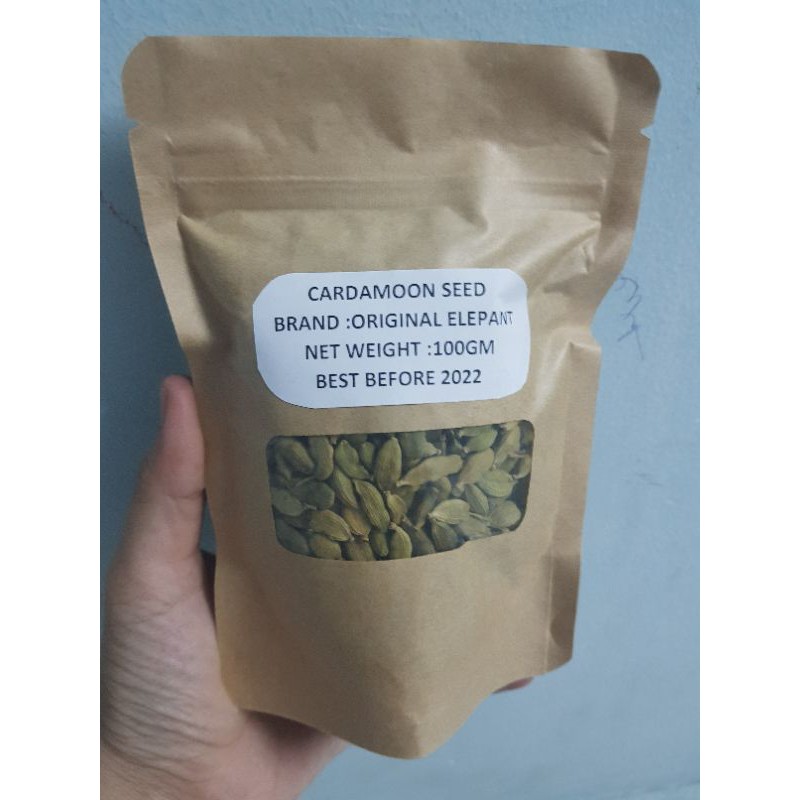 CARDAMOON SEED
BRAND :ORIGINAL ELEPANT
NET WEIGHT :100GM
BEST BEFORE 2022